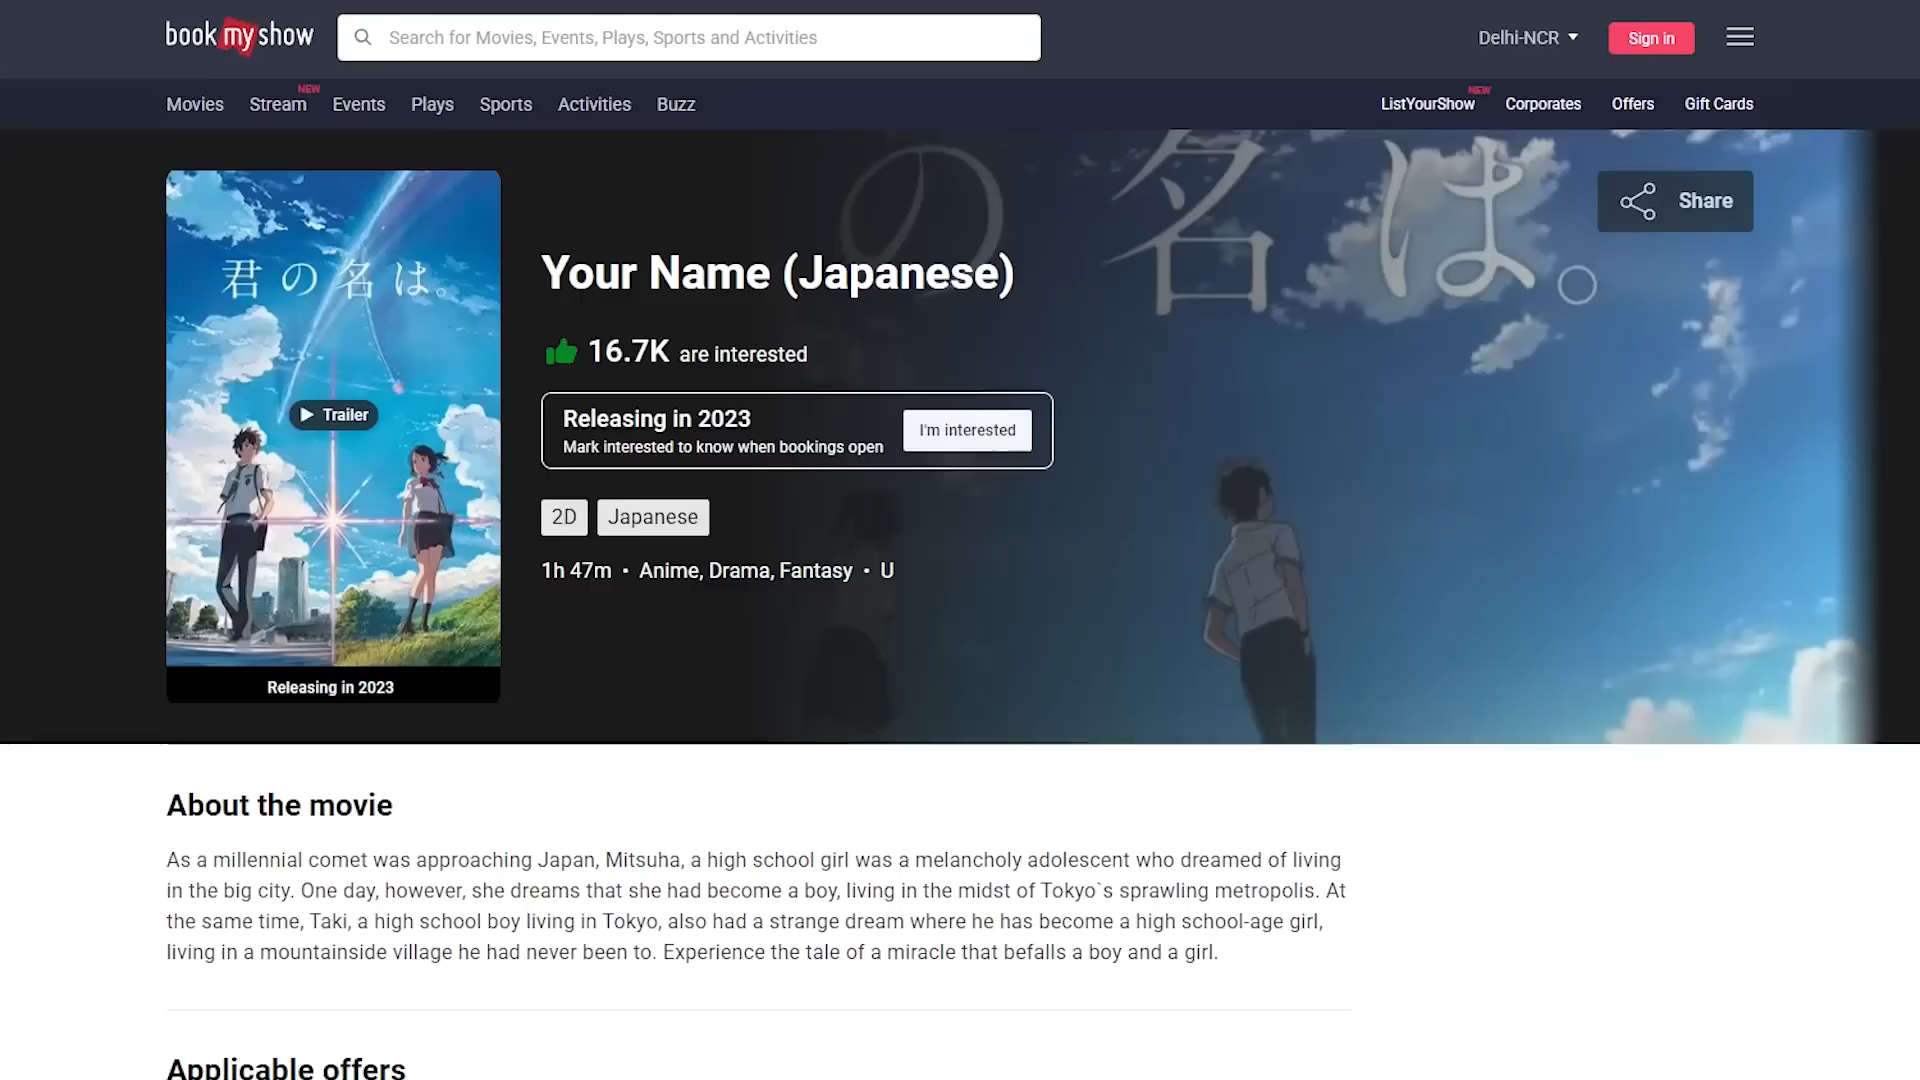 book my show
Search for Movies, Events, Plays, Sports and Activities
Delhi-NCR
Sign in
Movies
Stream
NEW
Events
Plays
Sports
Activities
Buzz
ListYourShow
NEW
Corporates
Offers
Gift Cards
の名は。
Share
君の名は。
Trailer
Releasing in 2023
Your Name (Japanese)
16.7K are interested
Releasing in 2023
Mark interested to know when bookings open
I'm interested
2D
Japanese
1h 47m • Anime, Drama, Fantasy • U
About the movie
As a millennial comet was approaching Japan, Mitsuha, a high school girl was a melancholy adolescent who dreamed of living
in the big city. One day, however, she dreams that she had become a boy, living in the midst of Tokyo`s sprawling metropolis. At
the same time, Taki, a high school boy living in Tokyo, also had a strange dream where he has become a high school-age girl,
living in a mountainside village he had never been to. Experience the tale of a miracle that befalls a boy and a girl.
Applicable offers